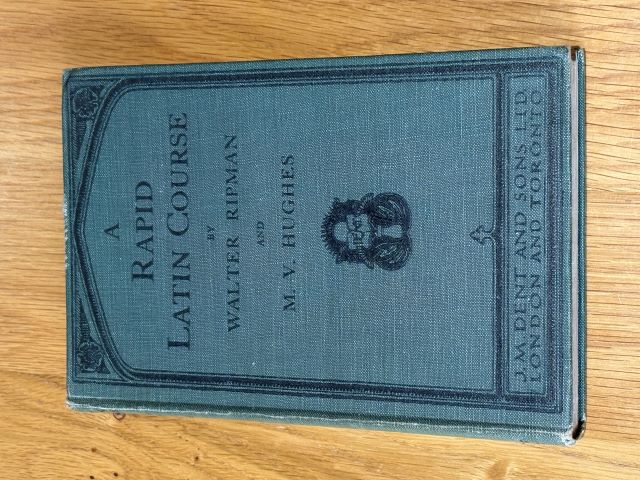 A
RAPID
LATIN COURSE
BY
WALTER RIPMAN
AND
M. V. HUGHES
J.M. DENT AND SONS LTD.
LONDON AND TORONTO